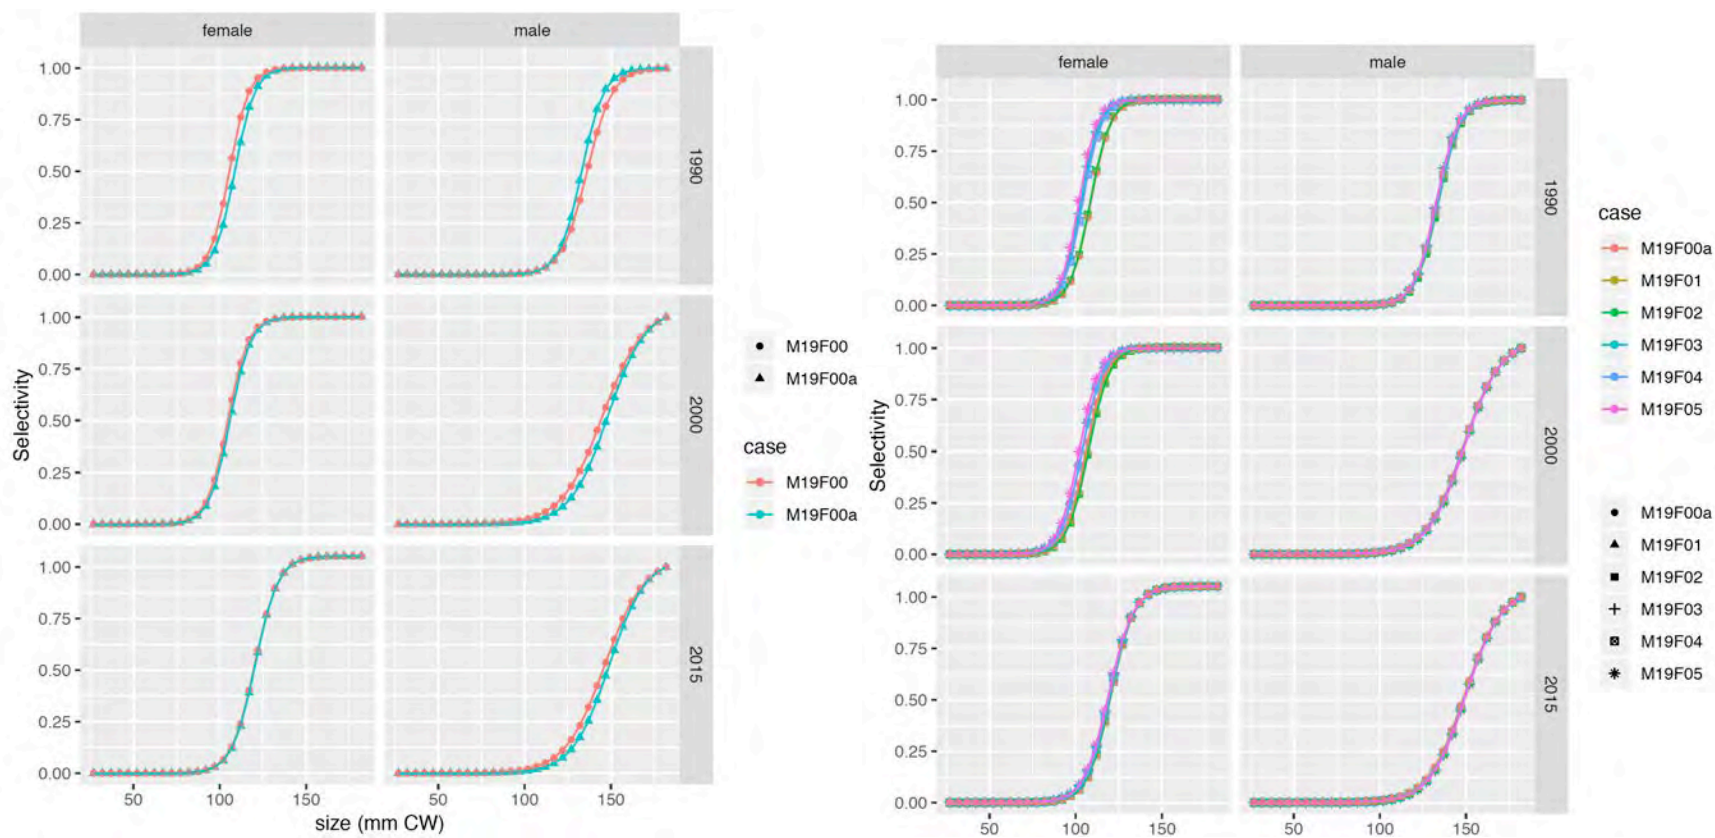 female male
1.00
0.75
0.50
0.25
0.00
1990
1.00
0.75
0.50
0.25
0.00
2000
1.00
0.75
0.50
0.25
0.00
2015
Selectivity
50 100 150 50 100 150
size (mm CW)
M19F00
M19F00a
case
M19F00
M19F00a
female male
1.00
0.75
0.50
0.25
0.00
1990
1.00
0.75
0.50
0.25
0.00
2000
1.00
0.75
0.50
0.25
0.00
2015
Selectivity
50 100 150 50 100 150
case
M19F00a
M19F01
M19F02
M19F03
M19F04
M19F05
M19F00a
M19F01
M19F02
M19F03
M19F04
M19F05